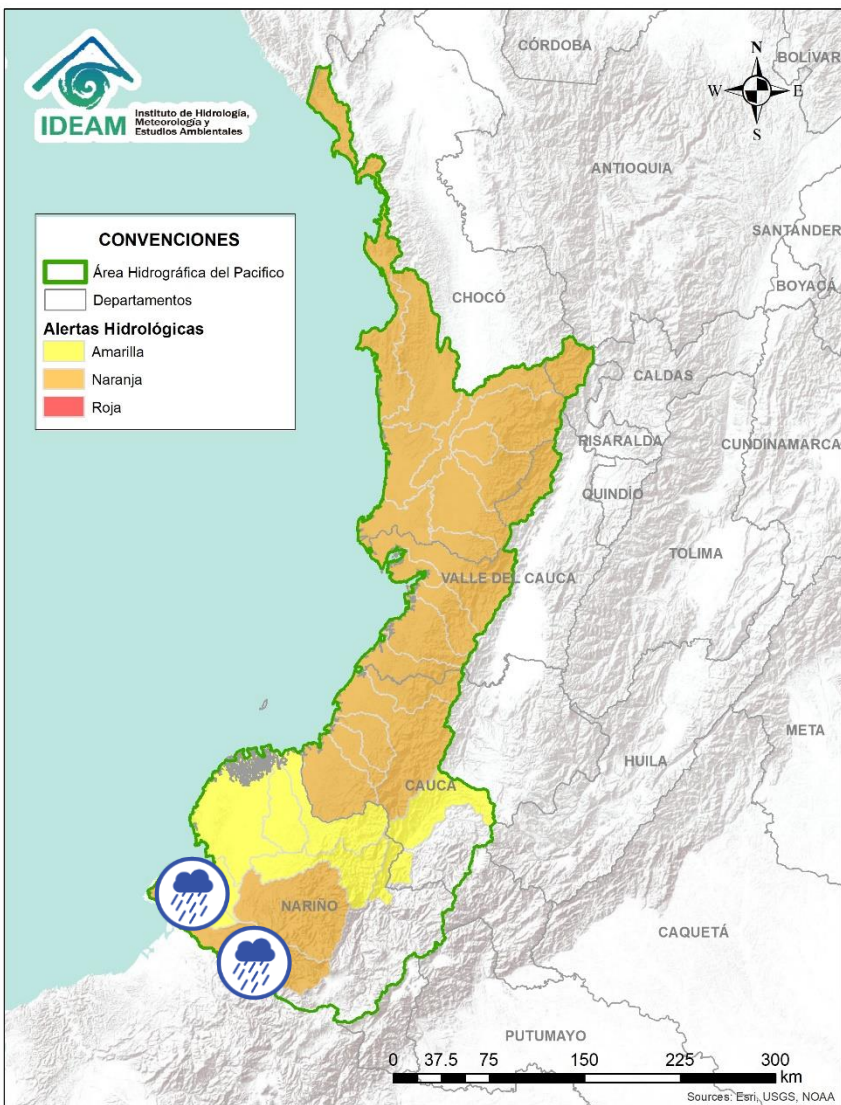 IDEAM
Instituto de Hidrología,
Meteorología y
Estudios Ambientales
N
W
E
S
CÓRDOBA
BOLÍVAR
ANTIOQUIA
SANTANDER
BOYACÁ
CONVENCIONES
Área Hidrográfica del Pacifico
Departamentos
Alertas Hidrológicas
Amarilla
Naranja
Roja
CHOCÓ
CALDAS
RISARALDA
CUNDINAMARCA
QUINDÍO
TOLIMA
VALLE DEL CAUCA
META
HUILA
CAUCA
NARIÑO
CAQUETÁ
PUTUMAYO
0 37.5 75 150 225 300
km
Sources: Esri, USGS, NOAA